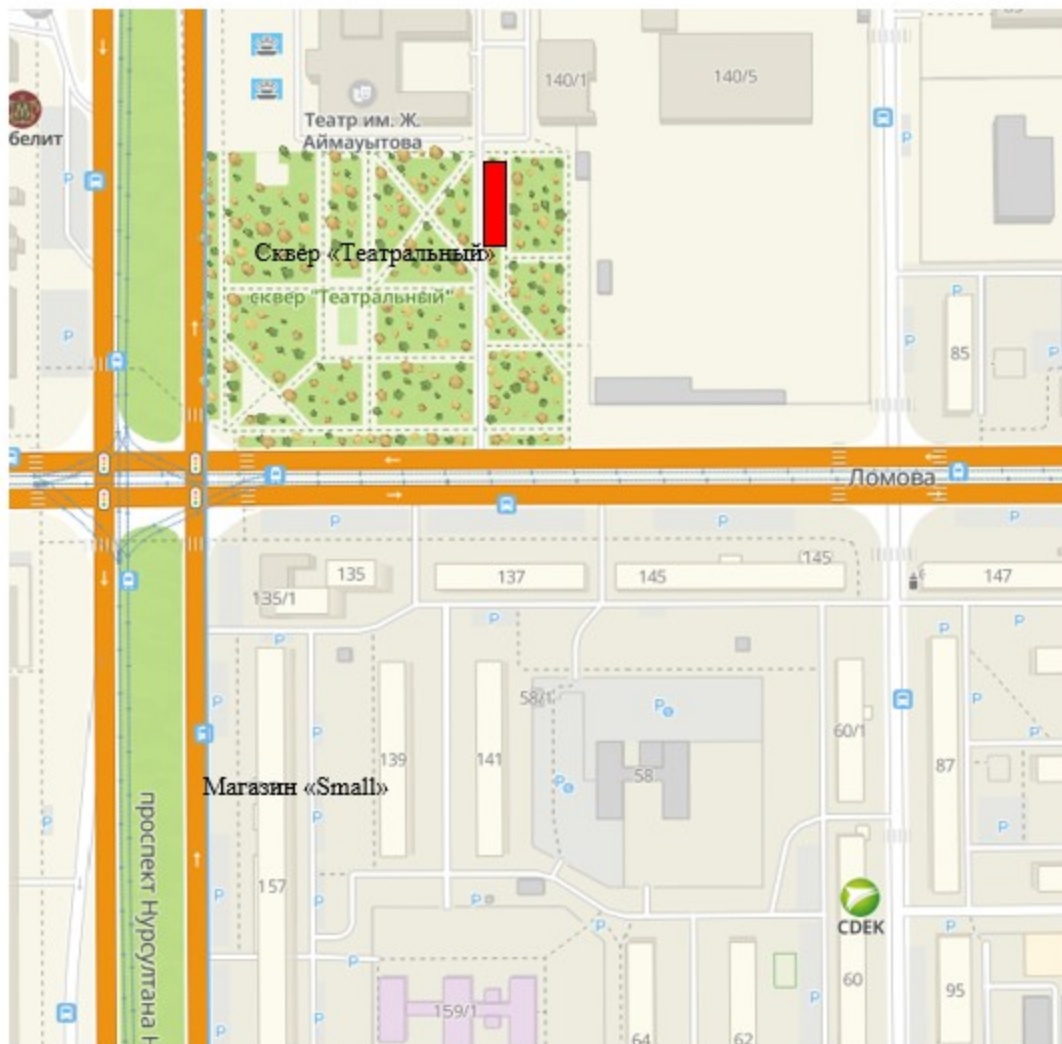 140/1
140/5
белит
Театр им. Ж.
Аймауытова
P
P
Сквер «Театральный»
сквер "Театральный"
P
P
P
P
P
85
Ломова
P
P
P
P
135
137
145
145
147
135/1
P
P
P
P
58/1
P
P
P
P
60/1
139
141
58
87
P
P
Магазин «Small»
P
P
P
проспект Нурсултана Н
157
P
P
P
CDEK
P
P
P
P
159/1
64
62
60
95
P
P